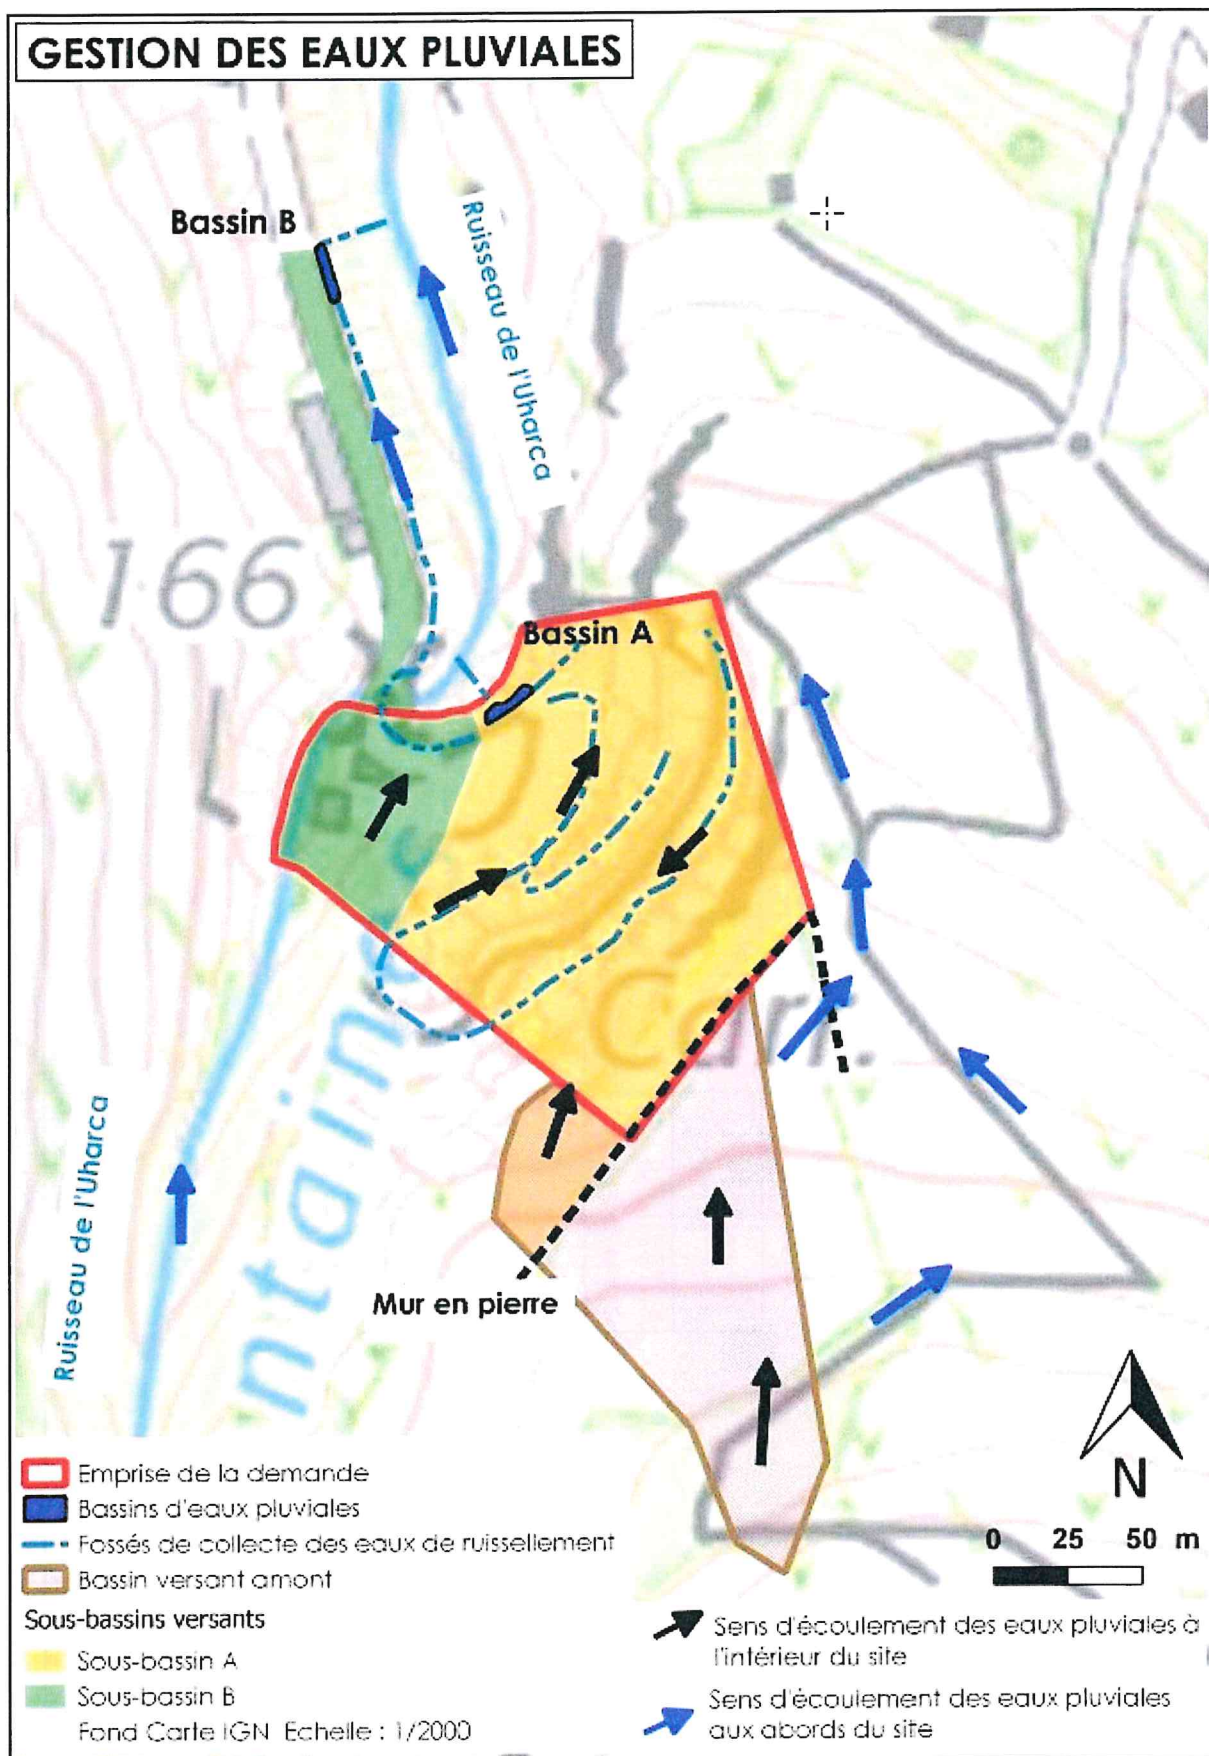 GESTION DES EAUX PLUVIALES
Bassin B
Ruisseau de l'Uharca
166
Bassin A
Carr.
ntaine
Ruisseau de l'Uharca
Mur en pierre
N
0 25 50 m
Emprise de la demande
Bassins d'eaux pluviales
Fossés de collecte des eaux de ruissellement
Bassin versant amont
Sous-bassins versants
Sous-bassin A
Sous-bassin B
Fond Carte IGN Echelle : 1/2000
Sens d'écoulement des eaux pluviales à
l'intérieur du site
Sens d'écoulement des eaux pluviales
aux abords du site